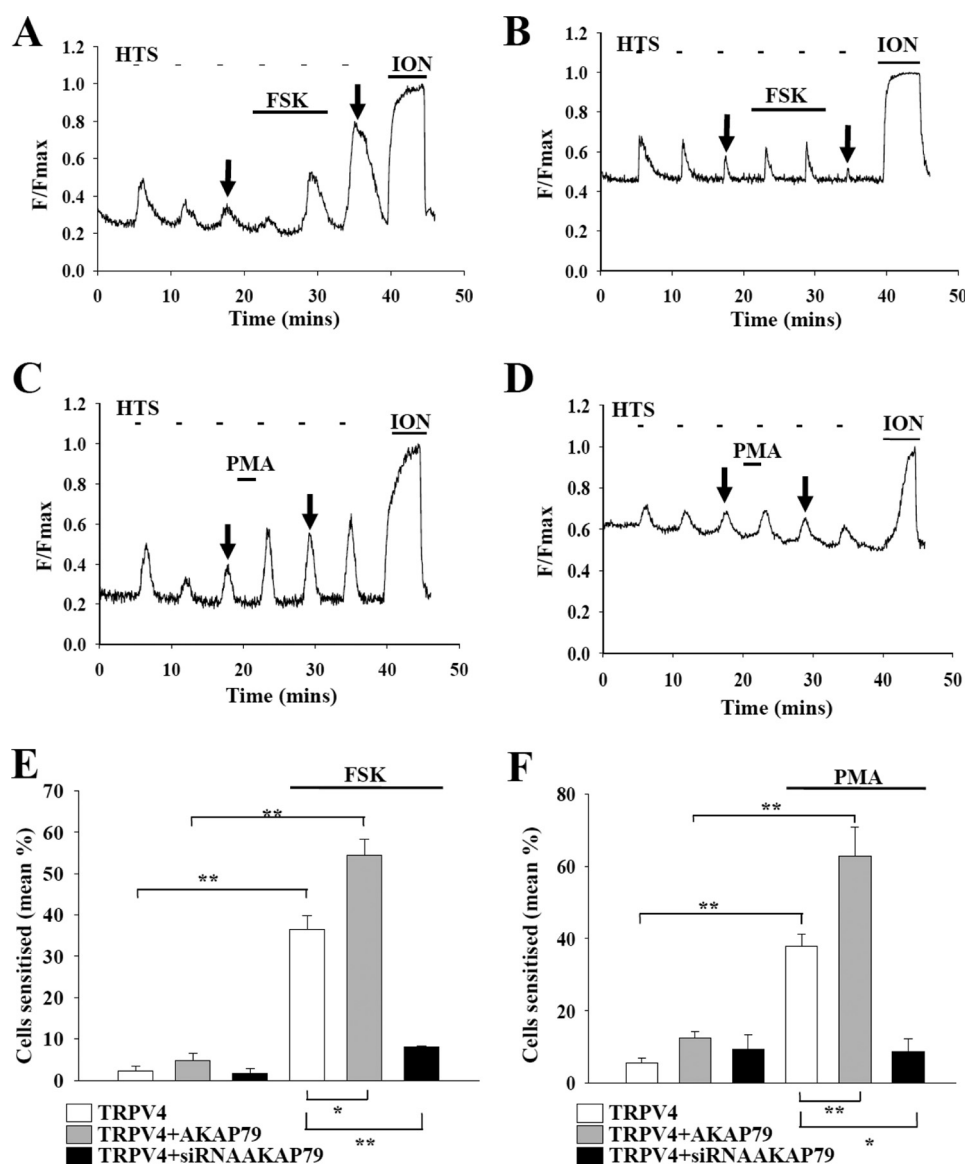 A
B
1.2
HTS
ION
1.0
FSK
0.8
F/Fmax
0.6
0.4
0.2
0.0
0 10 20 30 40 50
Time (mins)
1.2
HTS
ION
1.0
FSK
0.8
F/Fmax
0.6
0.4
0.2
0.0
0 10 20 30 40 50
Time (mins)
C
D
1.2
HTS
ION
1.0
PMA
0.8
F/Fmax
0.6
0.4
0.2
0.0
0 10 20 30 40 50
Time (mins)
1.2
HTS
ION
1.0
PMA
0.8
F/Fmax
0.6
0.4
0.2
0.0
0 10 20 30 40 50
Time (mins)
E
FSK
70
60
50
40
30
20
10
0
Cells sensitised (mean %)
**
**
*
**
TRPV4
TRPV4+AKAP79
TRPV4+siRNAAKAP79
F
PMA
80
60
40
20
0
Cells sensitised (mean %)
**
**
**
*
TRPV4
TRPV4+AKAP79
TRPV4+siRNAAKAP79